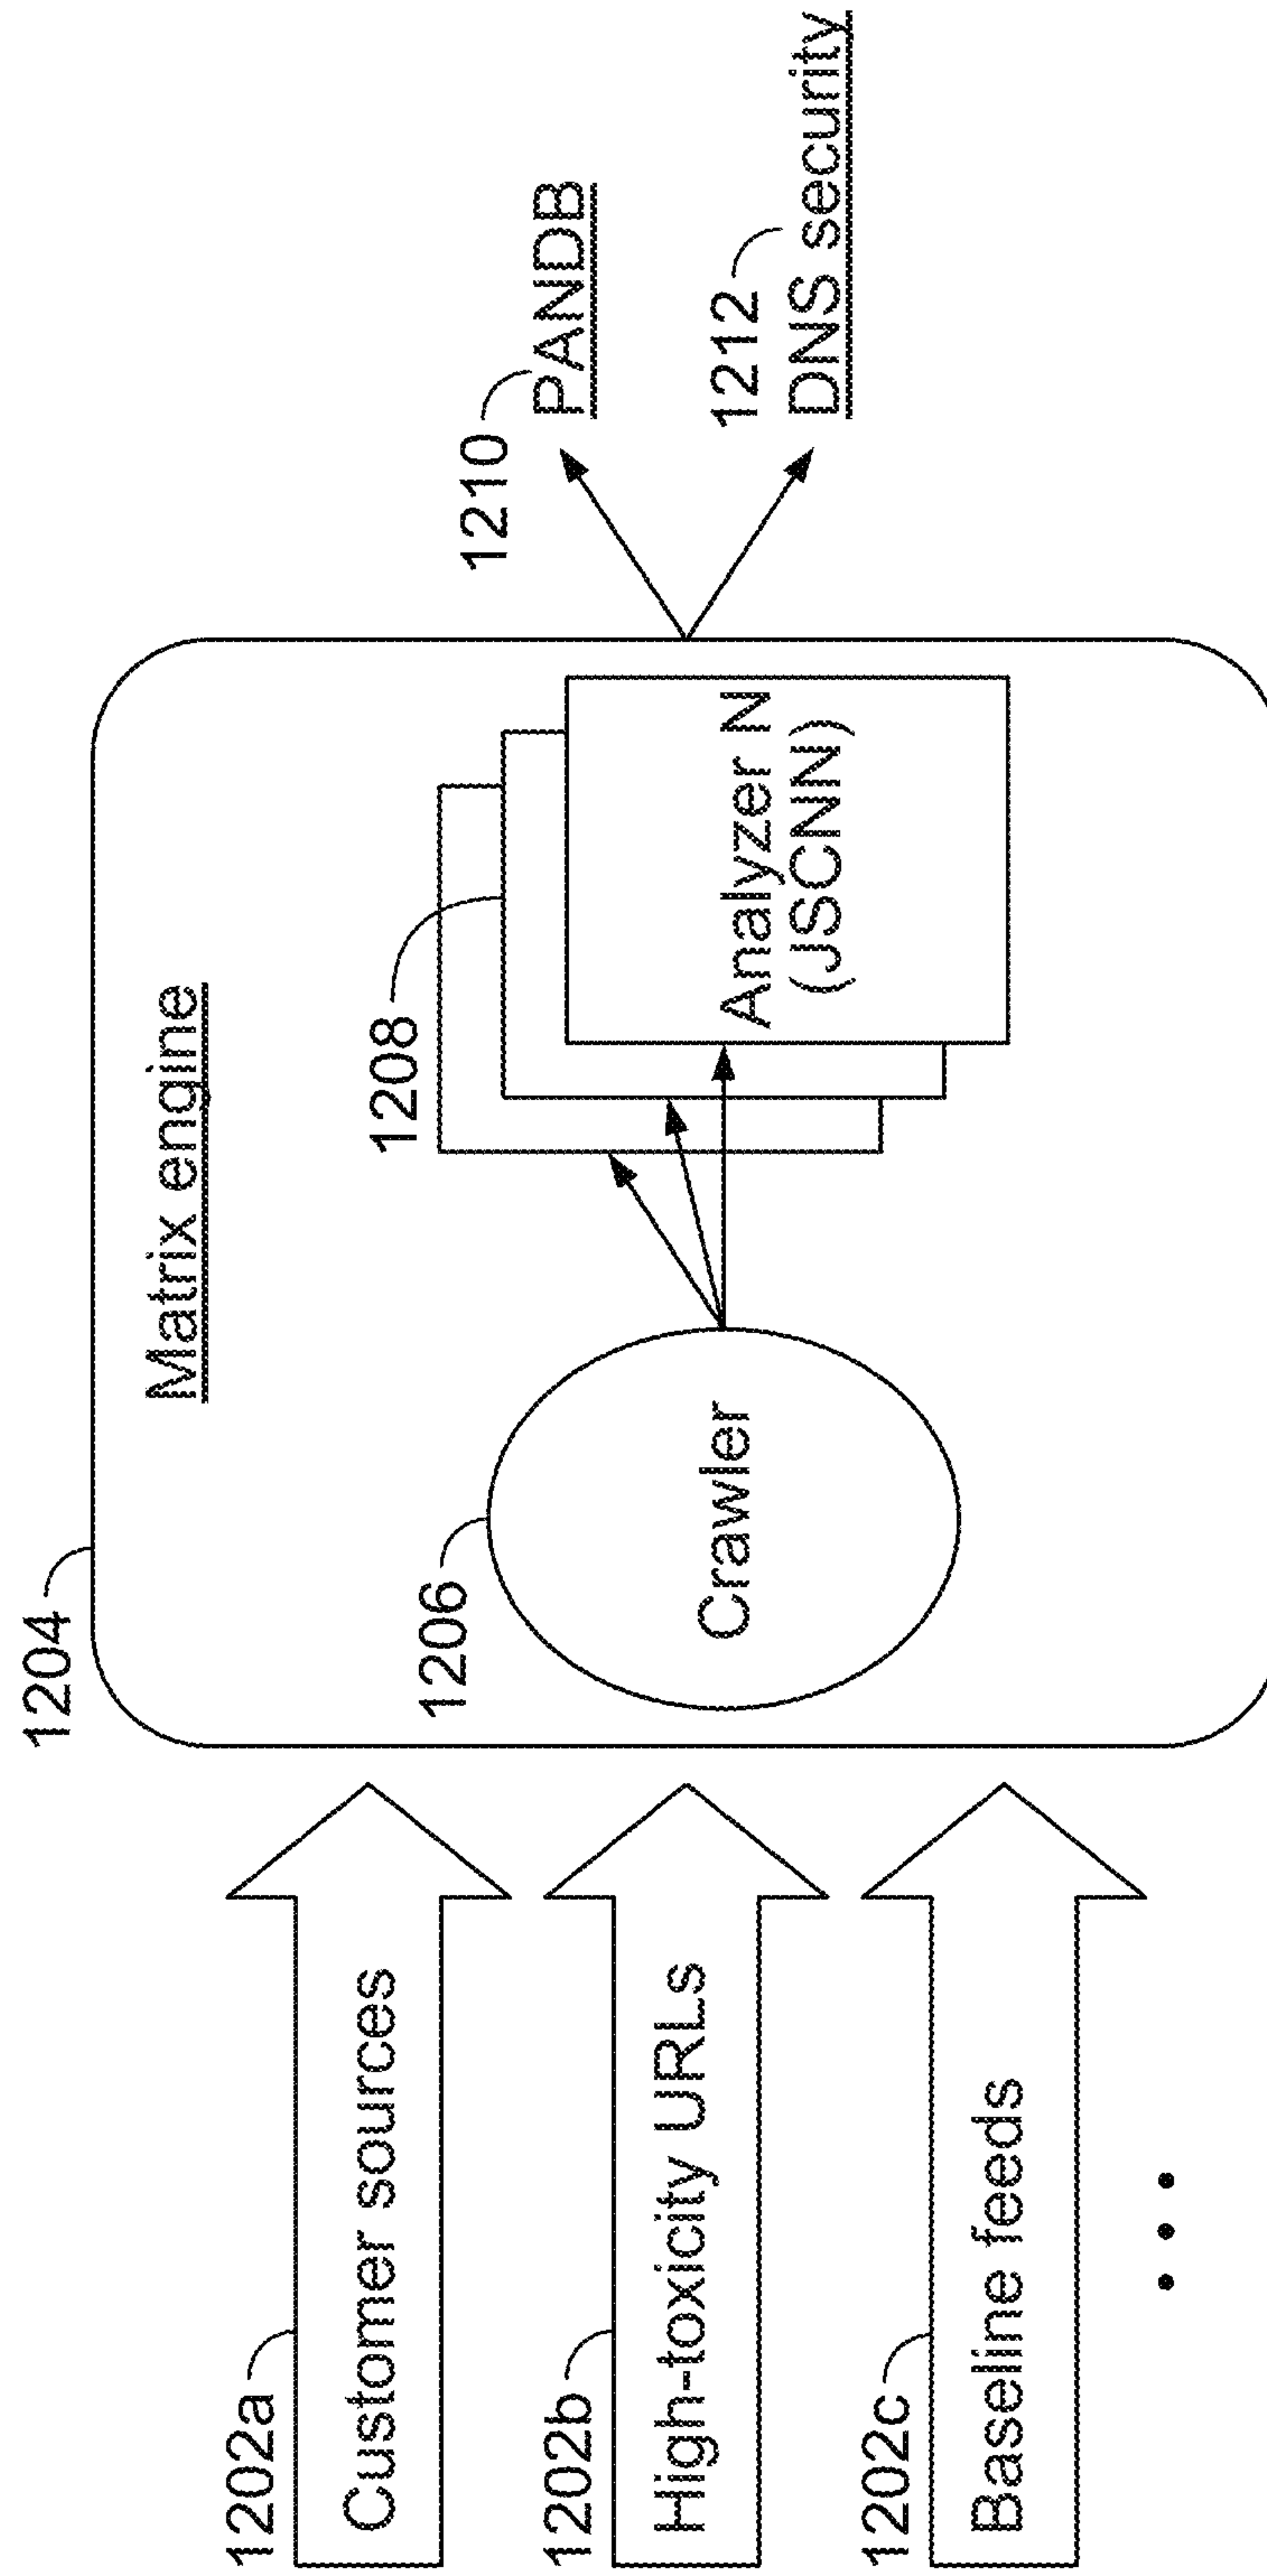 1202a
Customer sources
1202b
High-toxicity URLs
1202c
Baseline feeds
. . .
1204
Matrix engine
1206
Crawler
1208
Analyzer N
(JSCNN)
1210
PANDB
1212
DNS security